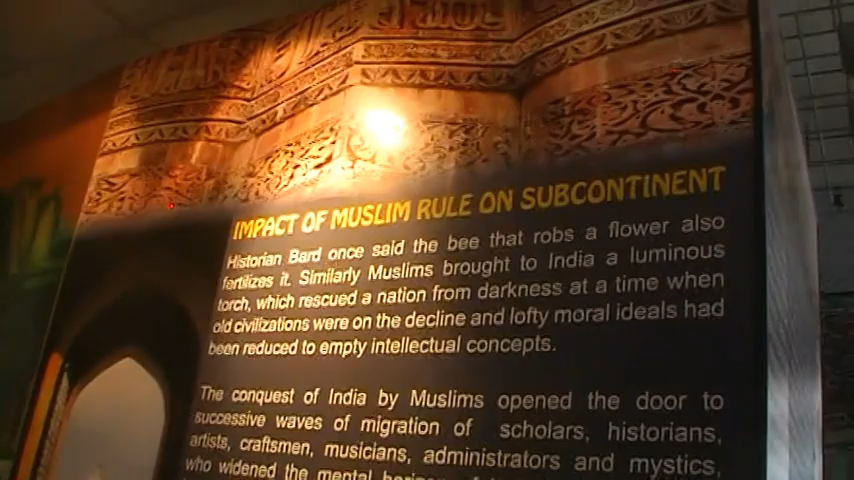 IMPACT OF MUSLIM RULE ON SUBCONTINENT
Historian Bard once said the bee that robs a flower also
fertilizes it. Similarly Muslims brought to India a luminous
torch, which rescued a nation from darkness at a time when
old civilizations were on the decline and lofty moral ideals had
been reduced to empty intellectual concepts.
The conquest of India by Muslims opened the door to
successive waves of migration of scholars, historians,
artists, craftsmen, musicians, administrators, and mystics,
who widened the mental